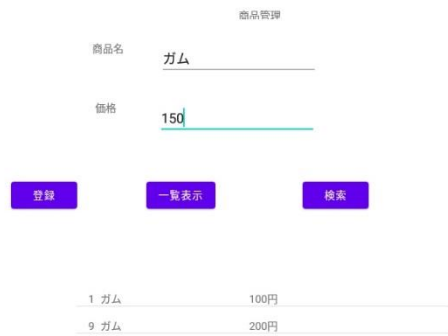 商品管理
商品名 ガム
価格 150
登録 一覧表示 検索
1 ガム 100円
9 ガム 200円